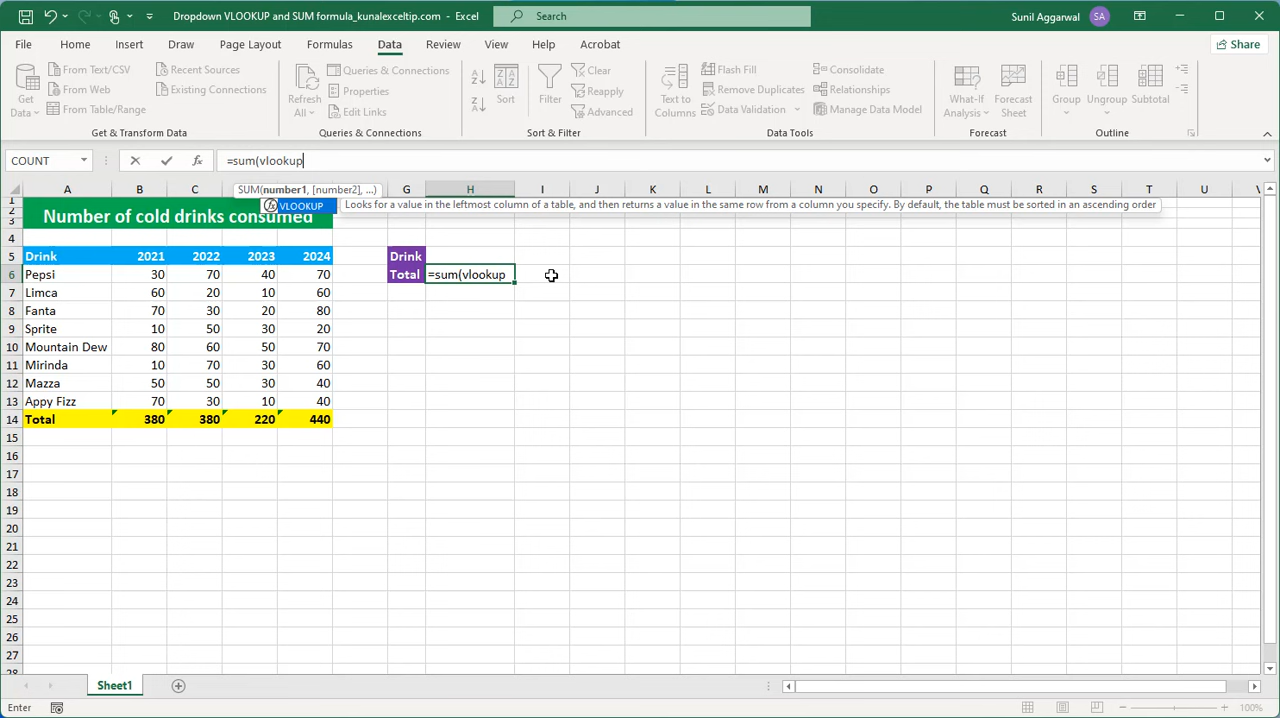 Dropdown VLOOKUP and SUM formula_kunalexceltip.com - Excel
Search
Sunil Aggarwal SA
File Home Insert Draw Page Layout Formulas Data Review View Help Acrobat Share
Get Data
From Text/CSV
From Web
From Table/Range
Recent Sources
Existing Connections
Get & Transform Data
Refresh All
Queries & Connections
Properties
Edit Links
Queries & Connections
Sort
Filter
Clear
Reapply
Advanced
Sort & Filter
Text to Columns
Flash Fill
Remove Duplicates
Data Validation
Consolidate
Relationships
Manage Data Model
Data Tools
What-If Analysis
Forecast Sheet
Forecast
Group
Ungroup
Subtotal
Outline
COUNT fx =sum(vlookup
SUM(number1, [number2], ...)
VLOOKUP Looks for a value in the leftmost column of a table, and then returns a value in the same row from a column you specify. By default, the table must be sorted in an ascending order
A B C G H I J K L M N O P Q R S T U V
1
2 Number of cold drinks consumed
3
4
5 Drink 2021 2022 2023 2024 Drink
6 Pepsi 30 70 40 70 Total =sum(vlookup
7 Limca 60 20 10 60
8 Fanta 70 30 20 80
9 Sprite 10 50 30 20
10 Mountain Dew 80 60 50 70
11 Mirinda 10 70 30 60
12 Mazza 50 50 30 40
13 Appy Fizz 70 30 10 40
14 Total 380 380 220 440
15
16
17
18
19
20
21
22
23
24
25
26
27
28
Sheet1
Enter
100%